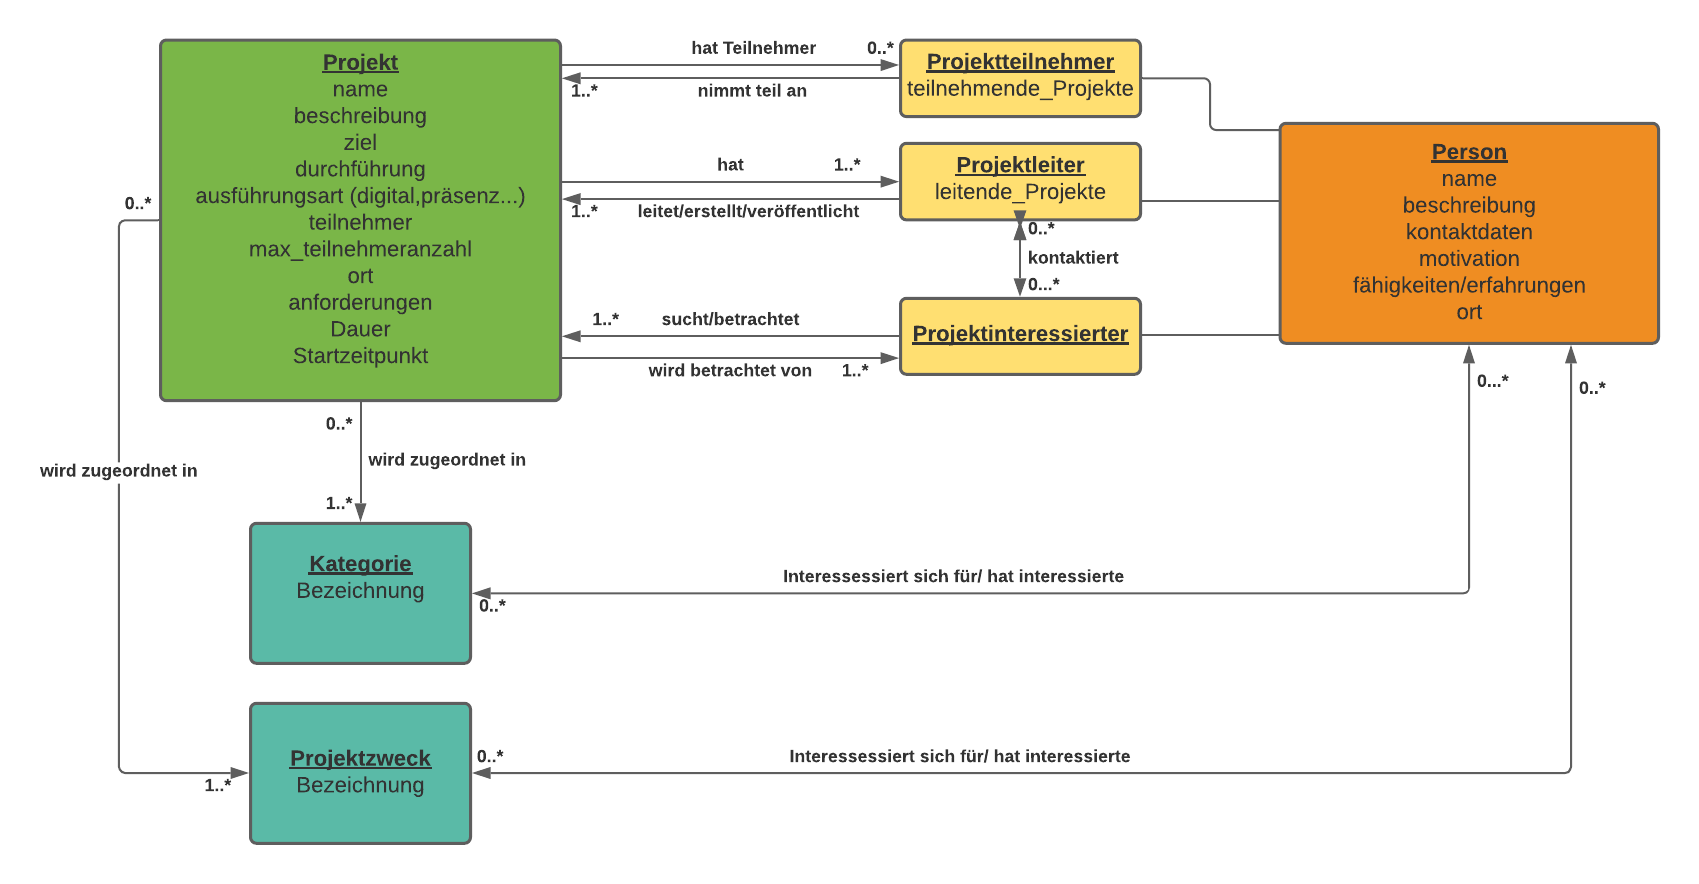 Projekt
name
beschreibung
ziel
durchführung
ausführungsart (digital,präsenz...)
teilnehmer
max_teilnehmeranzahl
ort
anforderungen
Dauer
Startzeitpunkt
hat Teilnehmer
0..*
1..*
nimmt teil an
Projektteilnehmer
teilnehmende_Projekte
hat
1..*
1..*
leitet/erstellt/veröffentlicht
Projektleiter
leitende_Projekte
0..*
kontaktiert
0...*
1..*
sucht/betrachtet
wird betrachtet von
1..*
Projektinteressierter
Person
name
beschreibung
kontaktdaten
motivation
fähigkeiten/erfahrungen
ort
0...*
0..*
0..*
wird zugeordnet in
0..*
wird zugeordnet in
1..*
Kategorie
Bezeichnung
Interessessiert sich für/ hat interessierte
0..*
Projektzweck
Bezeichnung
0..*
Interessessiert sich für/ hat interessierte
1..*